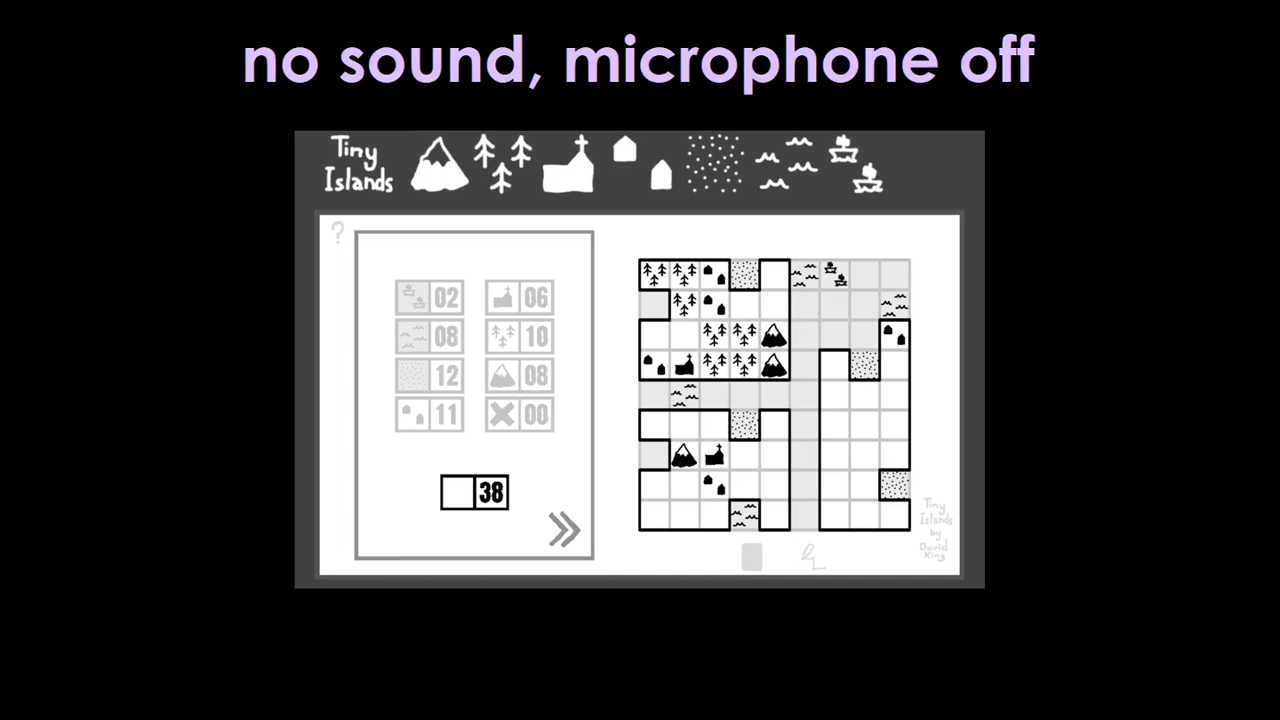 no sound, microphone off
Tiny
Islands
?
02 06
08 10
12 08
11 00
38
Tiny
Islands
by
David
King